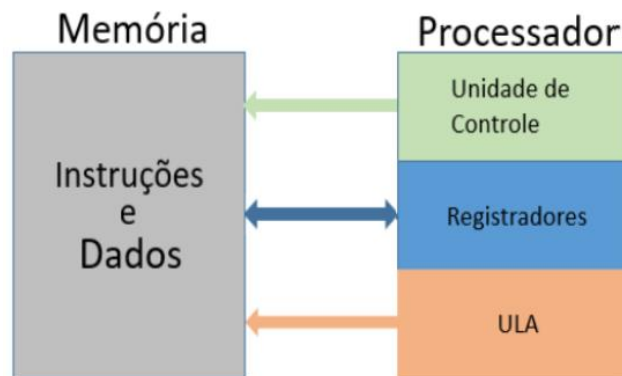 Memória
Processador
Instruções
e
Dados
Unidade de
Controle
Registradores
ULA